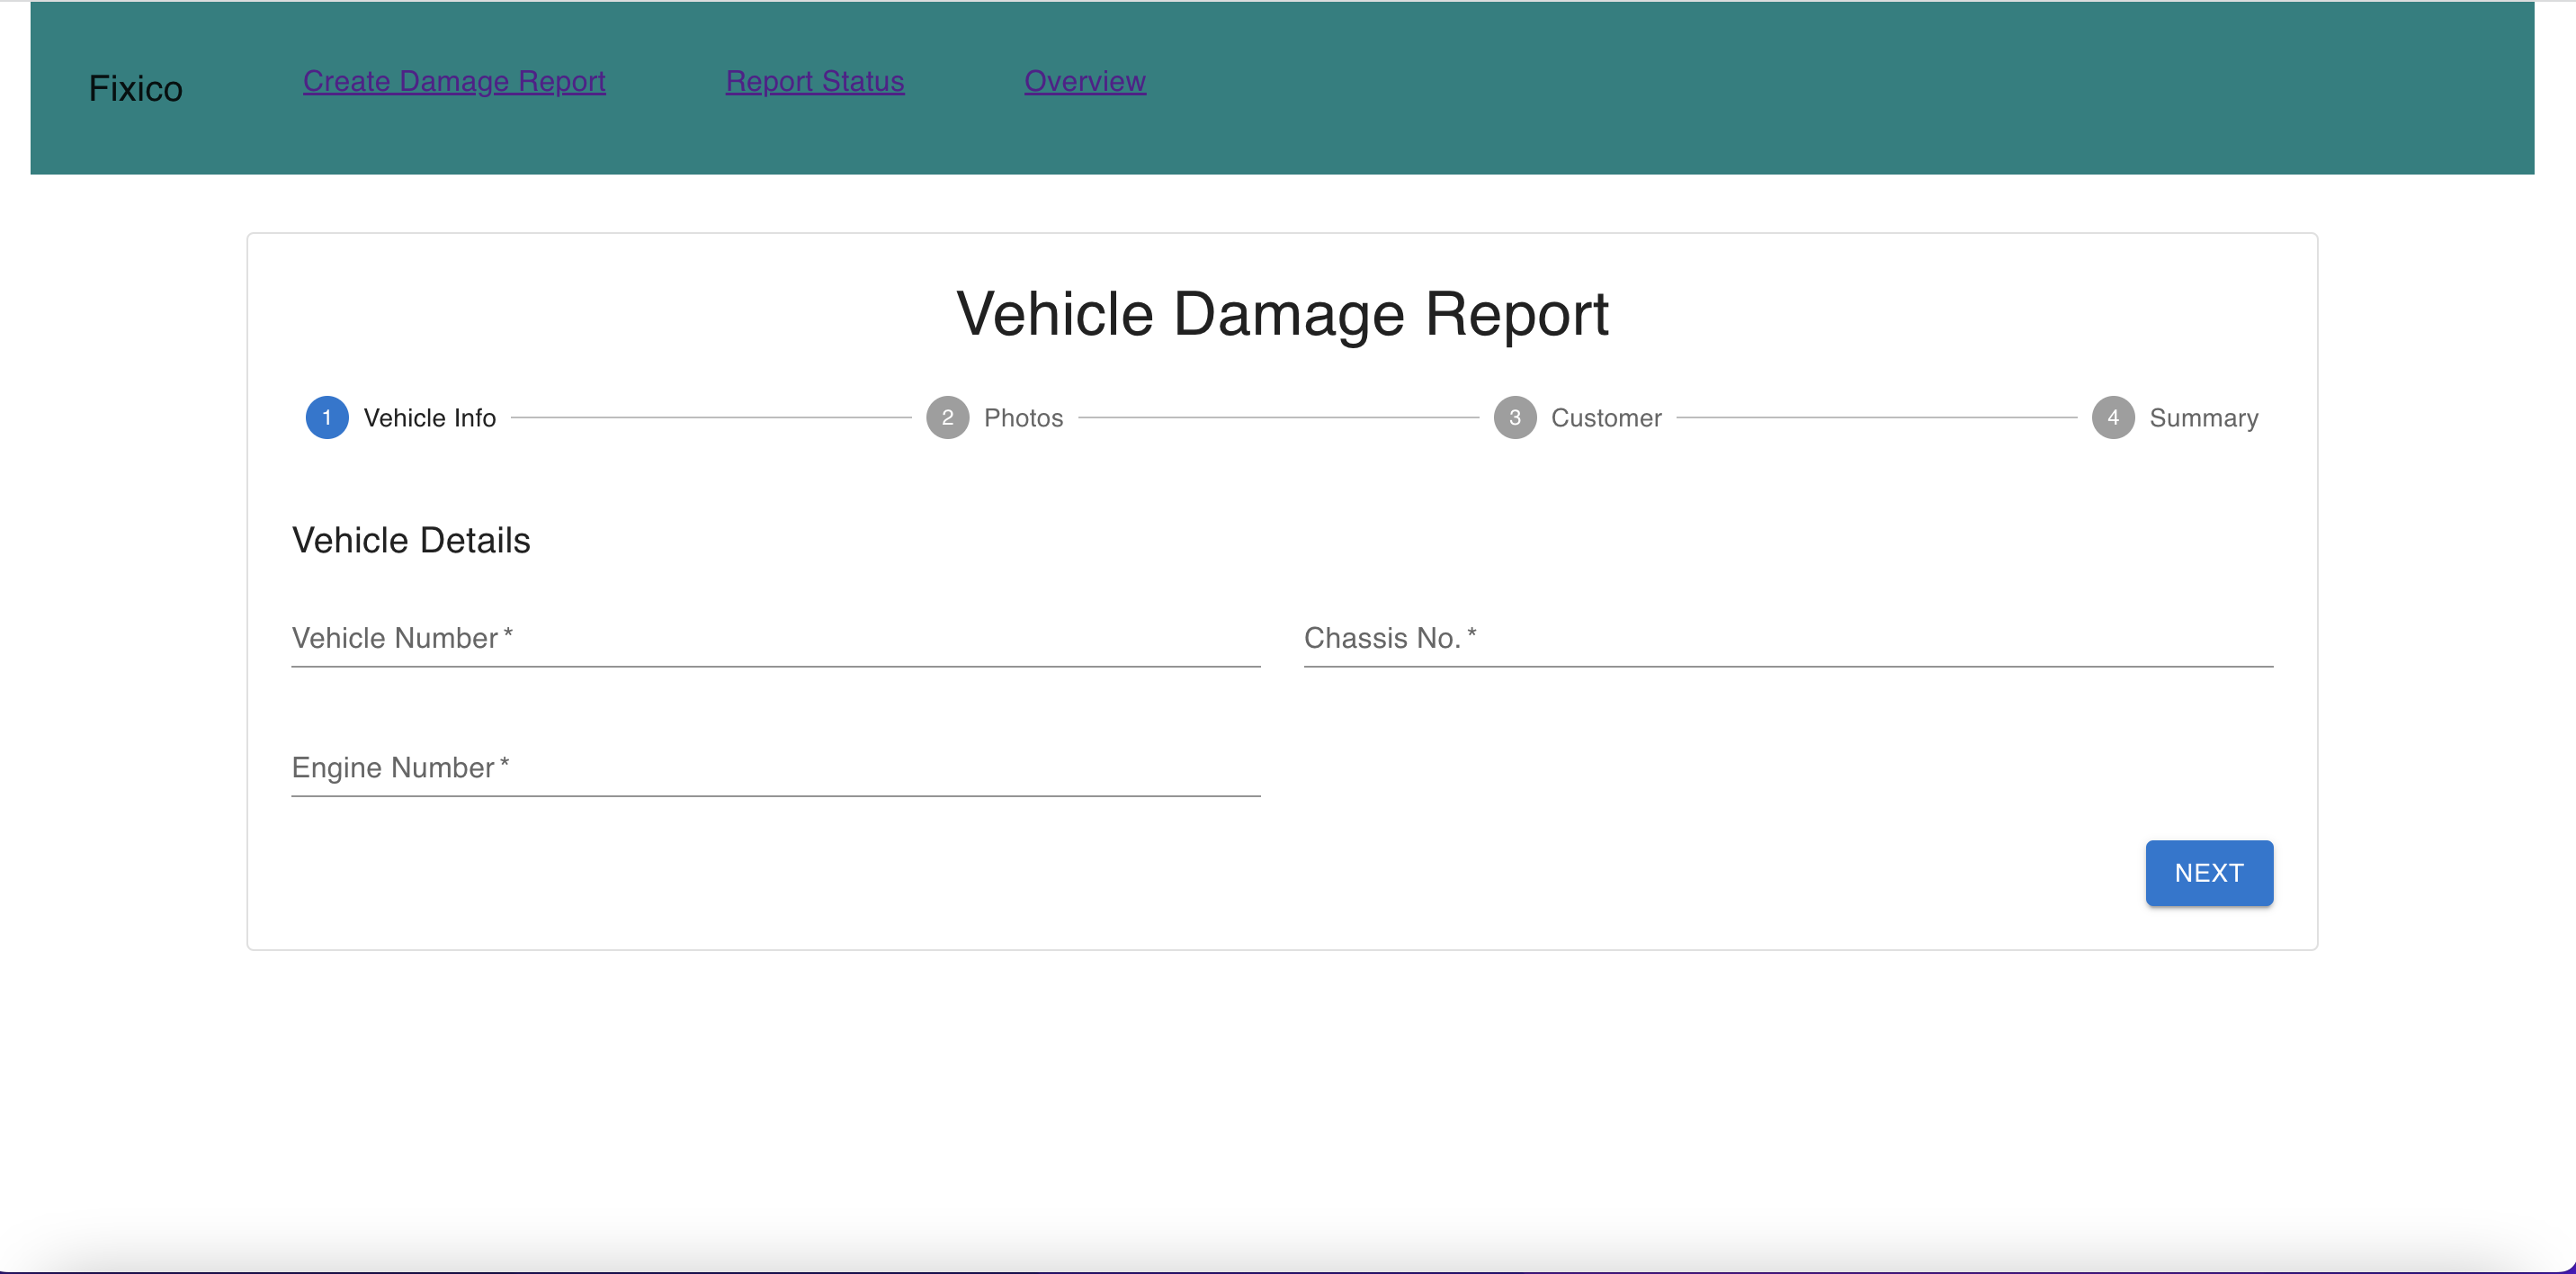 Fixico Create Damage Report Report Status Overview
Vehicle Damage Report
1 Vehicle Info 2 Photos 3 Customer 4 Summary
Vehicle Details
Vehicle Number * Chassis No. *
Engine Number *
NEXT